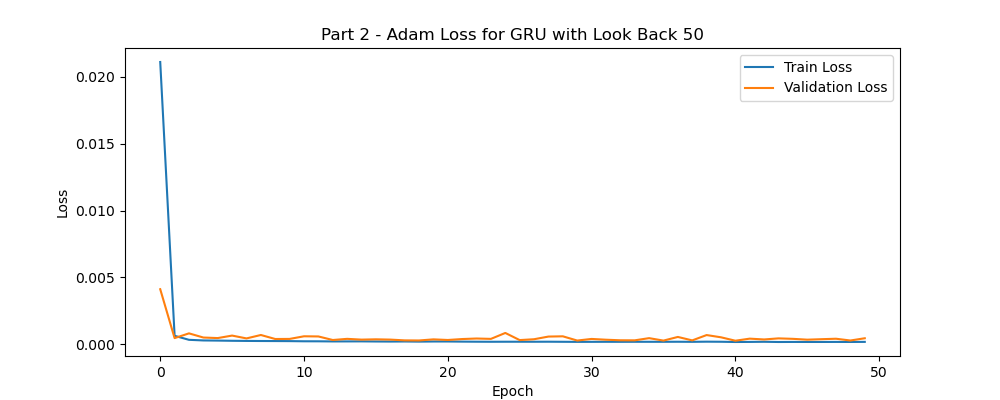 Part 2 - Adam Loss for GRU with Look Back 50
Train Loss
Validation Loss
0.020
0.015
0.010
0.005
0.000
Loss
0 10 20 30 40 50
Epoch